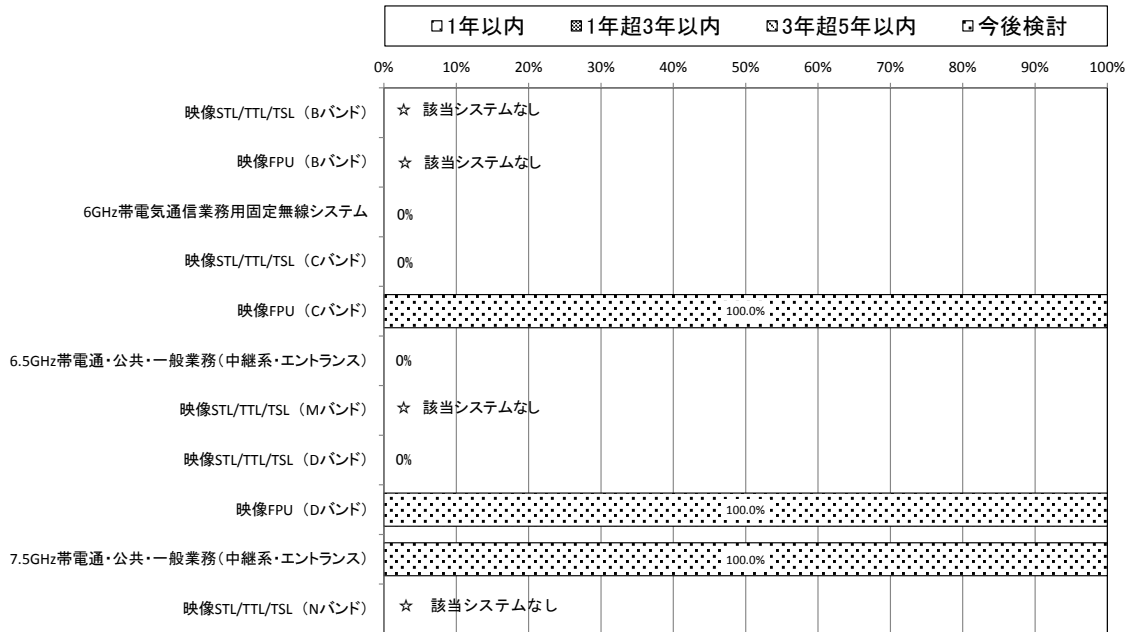 1年以内 1年超3年以内 3年超5年以内 今後検討
0% 10% 20% 30% 40% 50% 60% 70% 80% 90% 100%
映像STL/TTL/TSL（Bバンド） ☆ 該当システムなし
映像FPU（Bバンド） ☆ 該当システムなし
6GHz帯電気通信業務用固定無線システム 0%
映像STL/TTL/TSL（Cバンド） 0%
映像FPU（Cバンド） 100.0%
6.5GHz帯電通・公共・一般業務（中継系・エントランス） 0%
映像STL/TTL/TSL（Mバンド） ☆ 該当システムなし
映像STL/TTL/TSL（Dバンド） 0%
映像FPU（Dバンド） 100.0%
7.5GHz帯電通・公共・一般業務（中継系・エントランス） 100.0%
映像STL/TTL/TSL（Nバンド） ☆ 該当システムなし